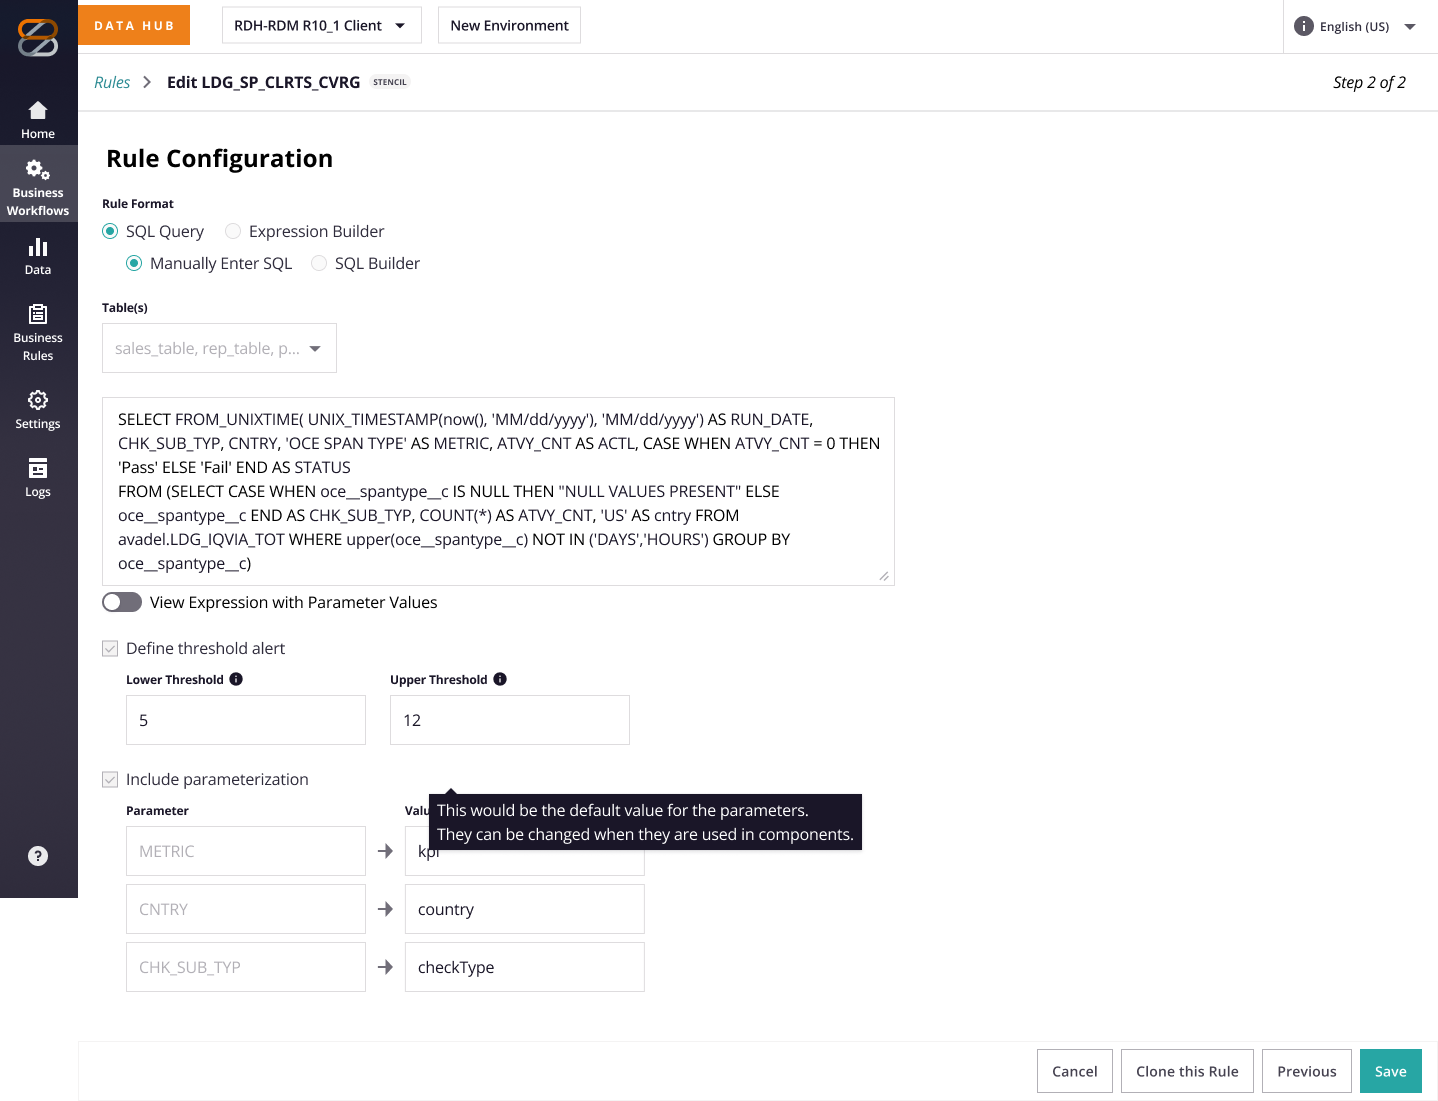 DATA HUB
RDH-RDM R10_1 Client
New Environment
English (US)
Rules
Edit LDG_SP_CLRTS_CVRG
STENCIL
Step 2 of 2
Home
Business
Workflows
Data
Business
Rules
Settings
Logs
Rule Configuration
Rule Format
SQL Query
Expression Builder
Manually Enter SQL
SQL Builder
Table(s)
sales_table, rep_table, p...
SELECT FROM_UNIXTIME( UNIX_TIMESTAMP(now(), 'MM/dd/yyyy'), 'MM/dd/yyyy') AS RUN_DATE,
CHK_SUB_TYP, CNTRY, 'OCE SPAN TYPE' AS METRIC, ATVY_CNT AS ACTL, CASE WHEN ATVY_CNT = 0 THEN
'Pass' ELSE 'Fail' END AS STATUS
FROM (SELECT CASE WHEN oce__spantype__c IS NULL THEN "NULL VALUES PRESENT" ELSE
oce__spantype__c END AS CHK_SUB_TYP, COUNT(*) AS ATVY_CNT, 'US' AS cntry FROM
avadel.LDG_IQVIA_TOT WHERE upper(oce__spantype__c) NOT IN ('DAYS','HOURS') GROUP BY
oce__spantype__c)
View Expression with Parameter Values
Define threshold alert
Lower Threshold
Upper Threshold
5
12
Include parameterization
Parameter
This would be the default value for the parameters.
They can be changed when they are used in components.
METRIC
CNTRY
country
CHK_SUB_TYP
checkType
Cancel
Clone this Rule
Previous
Save